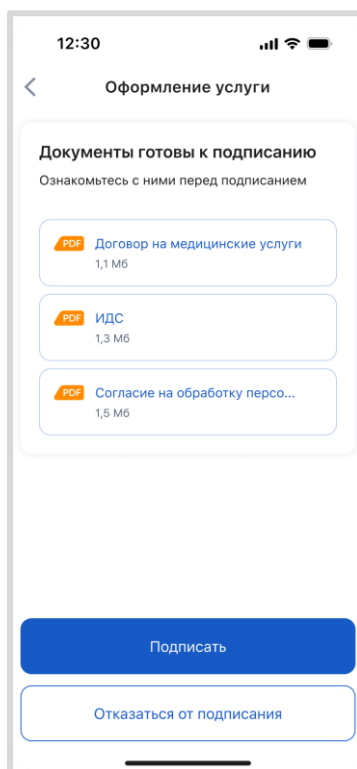 12:30
Оформление услуги
Документы готовы к подписанию
Ознакомьтесь с ними перед подписанием
PDF Договор на медицинские услуги
1,1 Мб
PDF ИДС
1,3 Мб
PDF Согласие на обработку персо...
1,5 Мб
Подписать
Отказаться от подписания